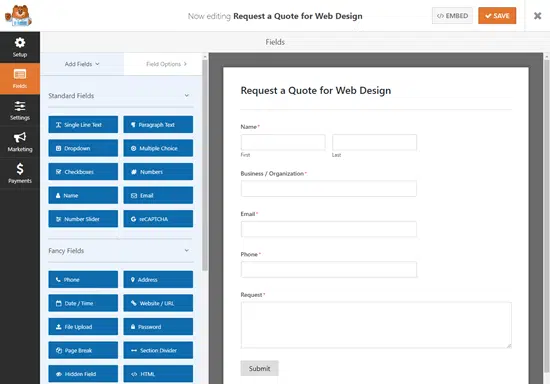 Now editing Request a Quote for Web Design
</> EMBED
SAVE
Setup
Fields
Settings
Marketing
Payments
Fields
Add Fields
Field Options
Standard Fields
Single Line Text
Paragraph Text
Dropdown
Multiple Choice
Checkboxes
Numbers
Name
Email
Number Slider
reCAPTCHA
Fancy Fields
Phone
Address
Date / Time
Website / URL
File Upload
Password
Page Break
Section Divider
Hidden Field
HTML
Request a Quote for Web Design
Name *
First
Last
Business / Organization *
Email *
Phone *
Request *
Submit